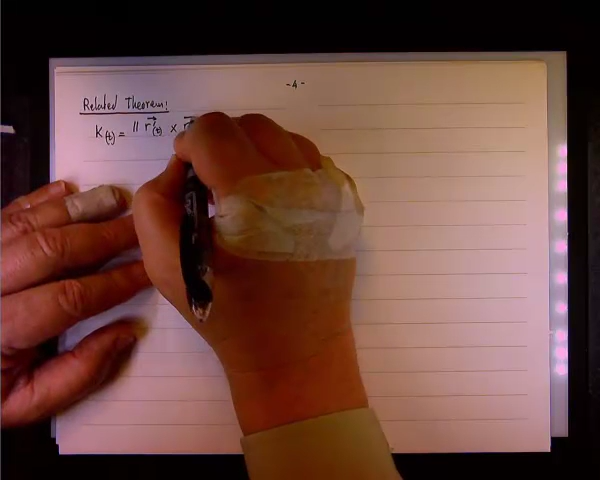 -4-
Related Theorem:
K(t) = || r⃗'(t) × r⃗